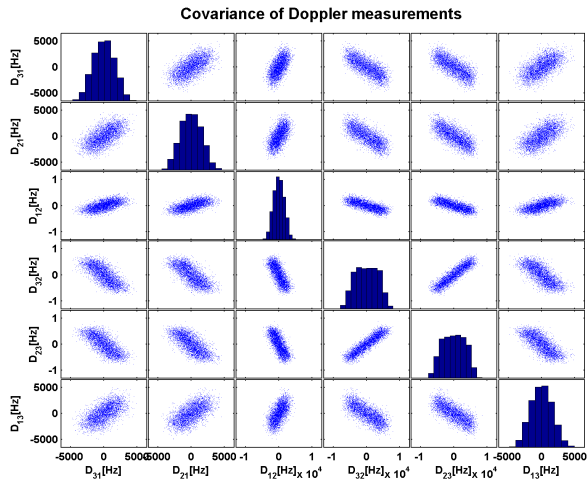 Covariance of Doppler measurements
5000
0
-5000
D31[Hz]
5000
0
-5000
D21[Hz]
1
0
-1
D12[Hz]
1
0
-1
D32[Hz]
1
0
-1
D23[Hz]
5000
0
-5000
D13[Hz]
-5000 0 5000 -5000 0 5000 -1 0 1 -1 0 1 -1 0 1 -5000 0 5000
D31[Hz] D21[Hz] D12[Hz] x 10^4 D32[Hz] x 10^4 D23[Hz] x 10^4 D13[Hz]